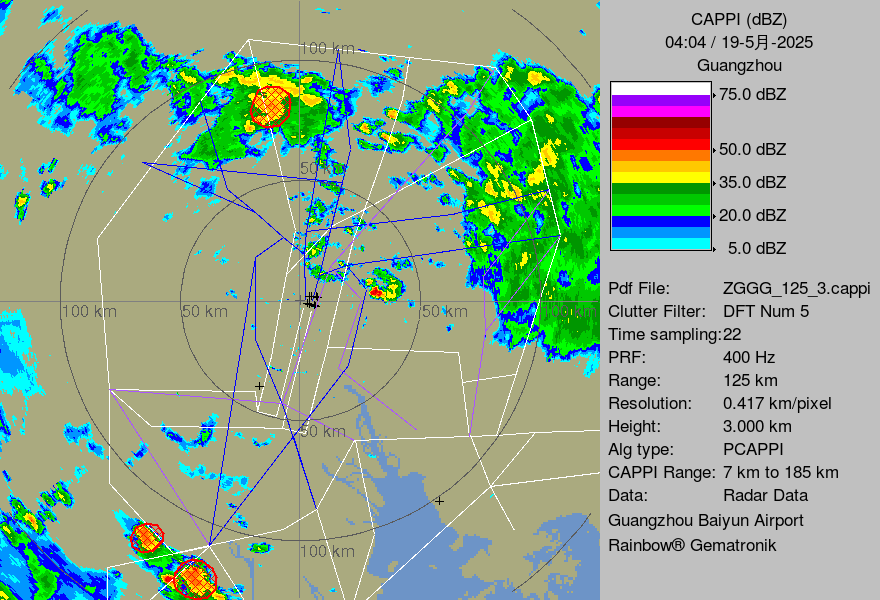 CAPPI (dBZ)
04:04 / 19-5月-2025
Guangzhou
75.0 dBZ
50.0 dBZ
35.0 dBZ
20.0 dBZ
5.0 dBZ
Pdf File: ZGGG_125_3.cappi
Clutter Filter: DFT Num 5
Time sampling:22
PRF: 400 Hz
Range: 125 km
Resolution: 0.417 km/pixel
Height: 3.000 km
Alg type: PCAPPI
CAPPI Range: 7 km to 185 km
Data: Radar Data
Guangzhou Baiyun Airport
Rainbow® Gematronik
100 km
50 km
100 km
50 km
50 km
100 km
50 km
100 km